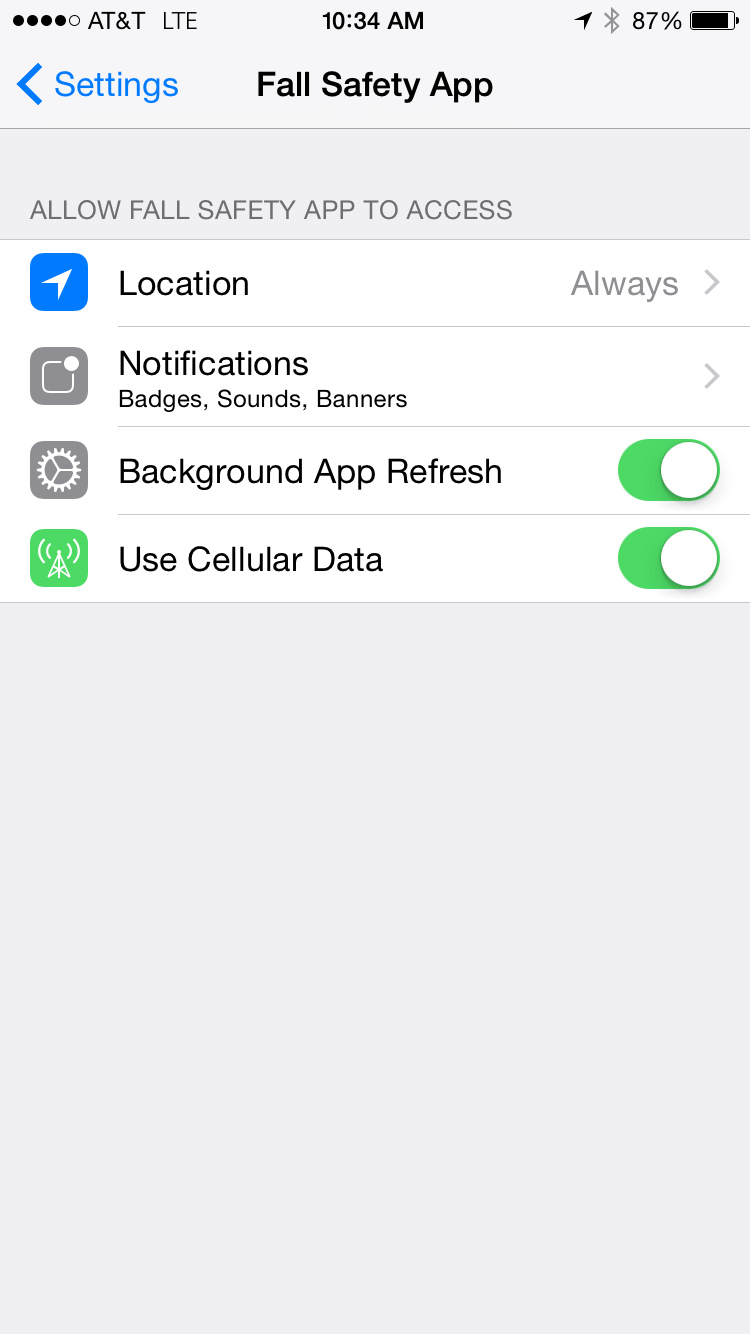 AT&T LTE 10:34 AM 87%
Settings Fall Safety App
ALLOW FALL SAFETY APP TO ACCESS
Location Always
Notifications
Badges, Sounds, Banners
Background App Refresh
Use Cellular Data